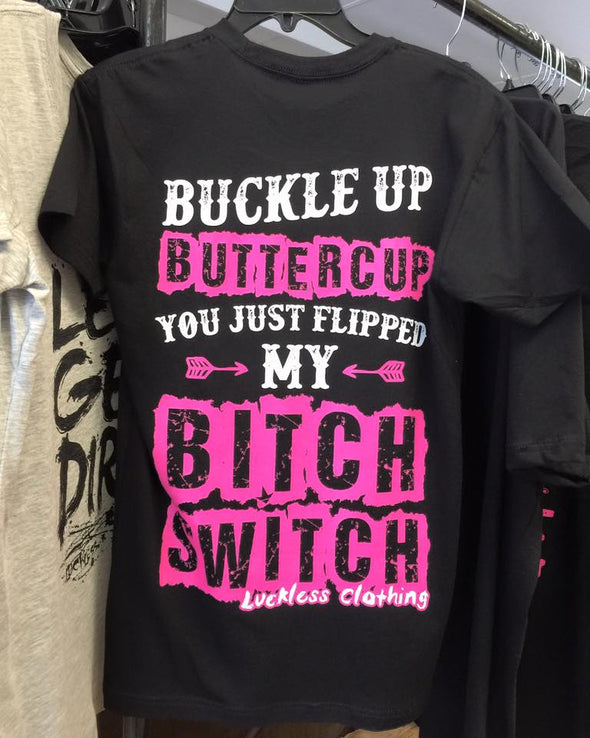 BUCKLE UP
BUTTERCUP
YOU JUST FLIPPED
MY
BITCH
SWITCH
Luckless Clothing